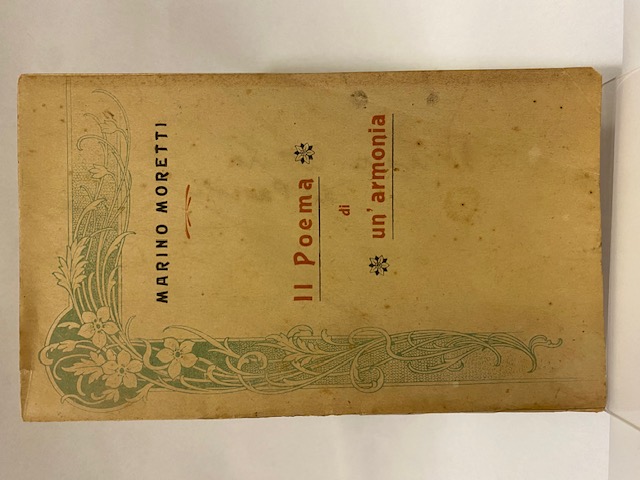 MARINO MORETTI
Il Poema
di
un'armonia